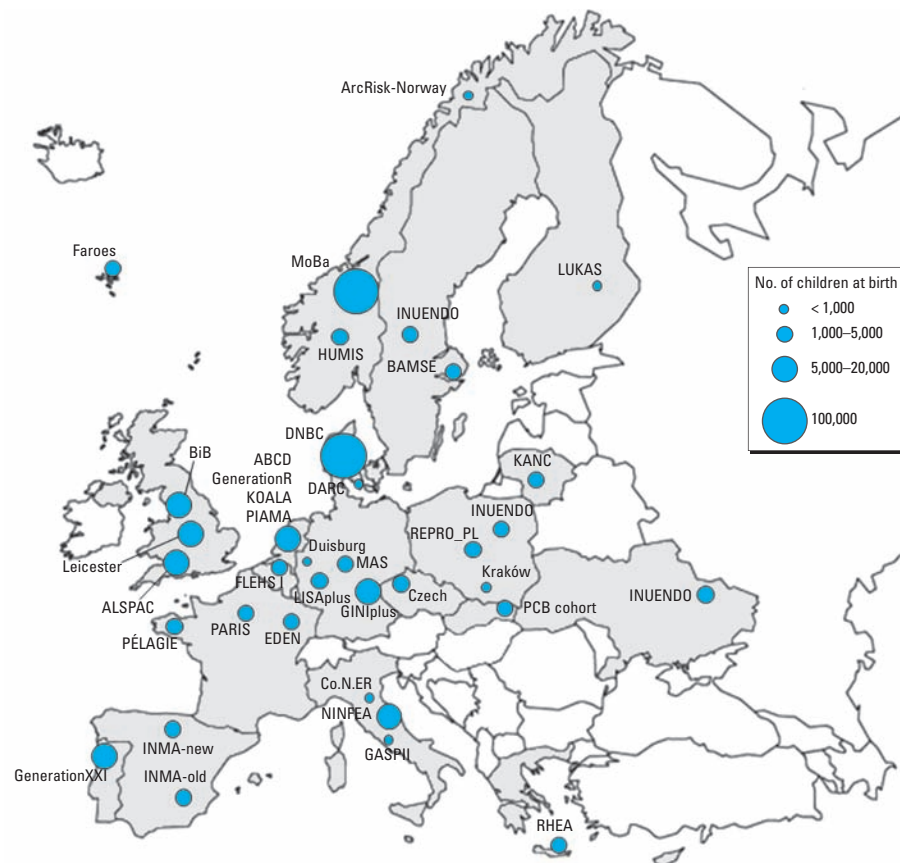 ArcRisk-Norway
Faroes
MoBa
LUKAS
No. of children at birth
< 1,000
1,000–5,000
5,000–20,000
100,000
INUENDO
HUMIS
BAMSE
DNBC
ABCD
GenerationR
KOALA
PIAMA
DARC
BiB
KANC
INUENDO
REPRO_PL
Leicester
Duisburg
MAS
Kraków
FLEHS I
LISAplus
GINIplus
Czech
PCB cohort
INUENDO
ALSPAC
PÉLAGIE
PARIS
EDEN
Co.N.ER
NINFEA
GASPII
INMA-new
GenerationXXI
INMA-old
RHEA